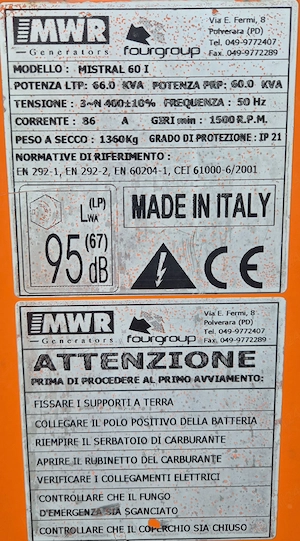 MWR
Generators
fourgroup
Via E. Fermi, 8
Polverara (PD)
Tel. 049-9772407
Fax. 049-9772289
MODELLO : MISTRAL 60 I
POTENZA LTP: 66.0 KVA POTENZA PRP: 60.0 KVA
TENSIONE : 3~N 400±10% FREQUENZA : 50 Hz
CORRENTE : 86 A GIRI min : 1500 R.P.M.
PESO A SECCO : 1360Kg GRADO DI PROTEZIONE : IP 21
NORMATIVE DI RIFERIMENTO :
EN 292-1, EN 292-2, EN 60204-1, CEI 61000-6/2001
LWA (LP)
95 (67) dB
MADE IN ITALY
CE
MWR
Generators
fourgroup
Via E. Fermi, 8
Polverara (PD)
Tel. 049-9772407
Fax. 049-9772289
ATTENZIONE
PRIMA DI PROCEDERE AL PRIMO AVVIAMENTO:
FISSARE I SUPPORTI A TERRA
COLLEGARE IL POLO POSITIVO DELLA BATTERIA
RIEMPIRE IL SERBATOIO DI CARBURANTE
APRIRE IL RUBINETTO DEL CARBURANTE
VERIFICARE I COLLEGAMENTI ELETTRICI
CONTROLLARE CHE IL FUNGO
D'EMERGENZA SIA SGANCIATO
CONTROLLARE CHE IL COPERCHIO SIA CHIUSO